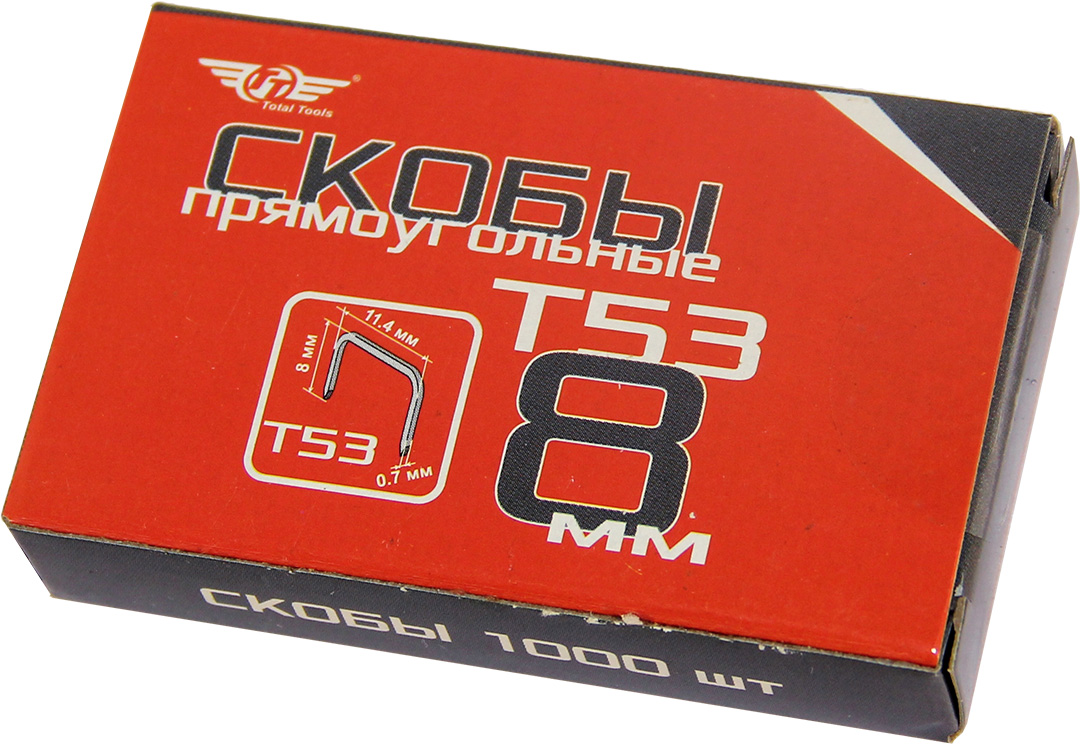 Total Tools
СКОБЫ
прямоугольные
Т53
8
мм
11.4 мм
8 мм
Т53
0.7 мм
СКОБЫ 1000 шт